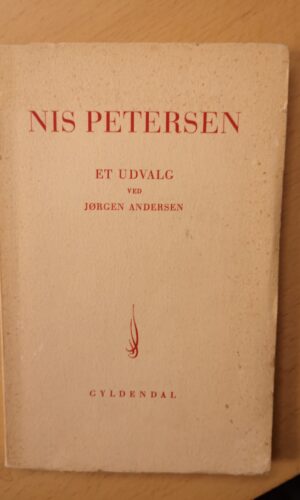 NIS PETERSEN
ET UDVALG
VED
JØRGEN ANDERSEN
GYLDENDAL